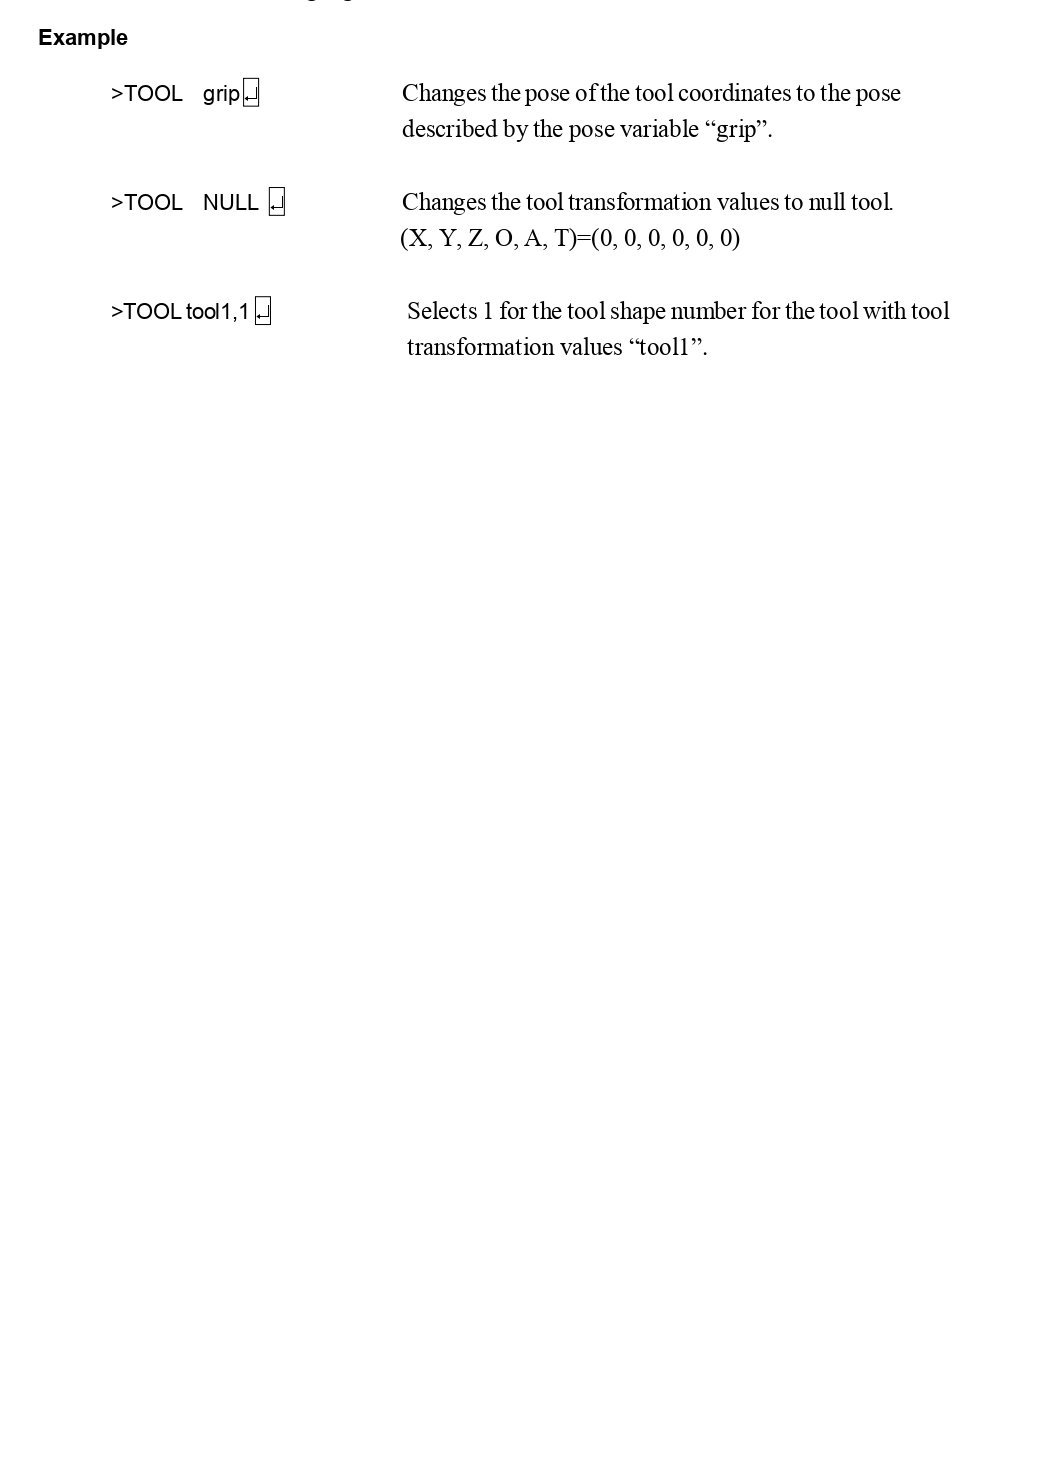 Example
>TOOL grip↵ Changes the pose of the tool coordinates to the pose
described by the pose variable “grip”.
>TOOL NULL ↵ Changes the tool transformation values to null tool.
(X, Y, Z, O, A, T)=(0, 0, 0, 0, 0, 0)
>TOOL tool1,1 ↵ Selects 1 for the tool shape number for the tool with tool
transformation values “tool1”.